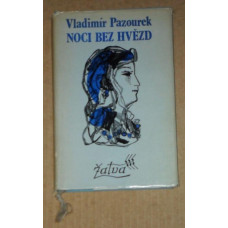 Vladimír Pazourek
NOCI BEZ HVĚZD
Žatva